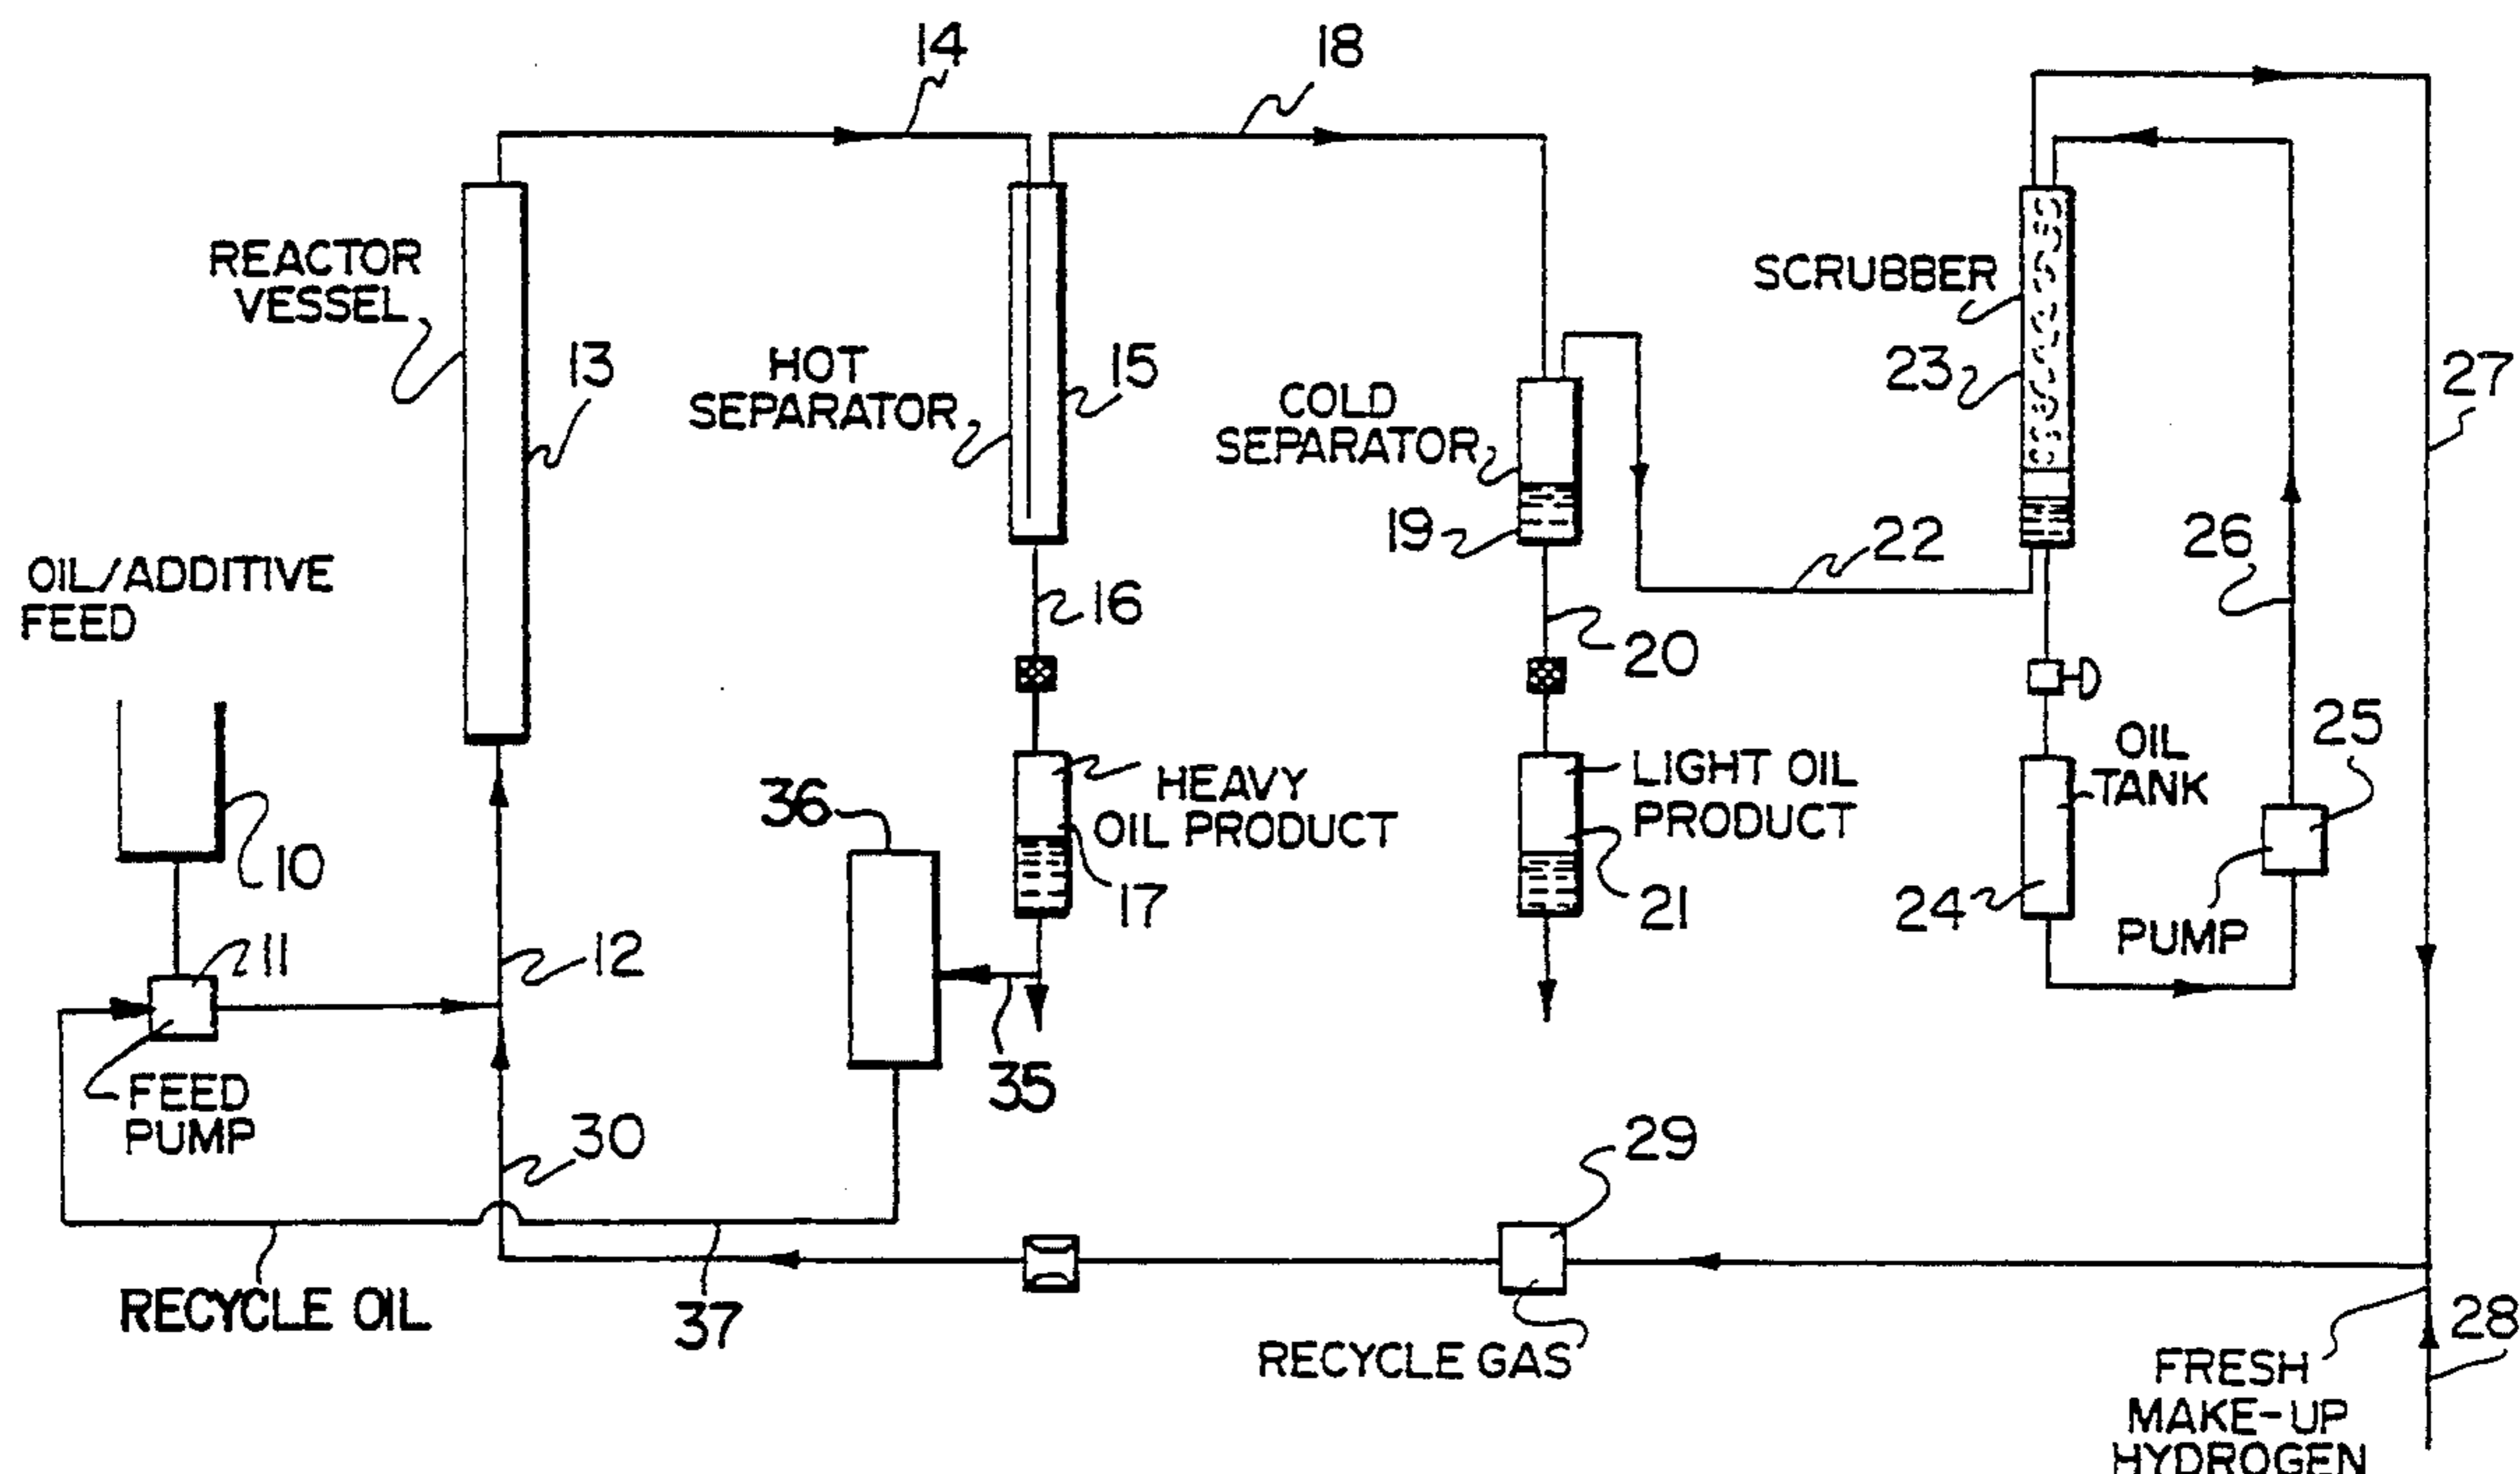 14
18
REACTOR
VESSEL
13
HOT
SEPARATOR
15
COLD
SEPARATOR
19
SCRUBBER
23
27
OIL/ADDITIVE
FEED
16
20
22
26
10
36
HEAVY
OIL PRODUCT
17
LIGHT OIL
PRODUCT
21
OIL
TANK
24
25
PUMP
11
12
35
FEED
PUMP
30
29
RECYCLE OIL
37
RECYCLE GAS
28
FRESH
MAKE-UP
HYDROGEN